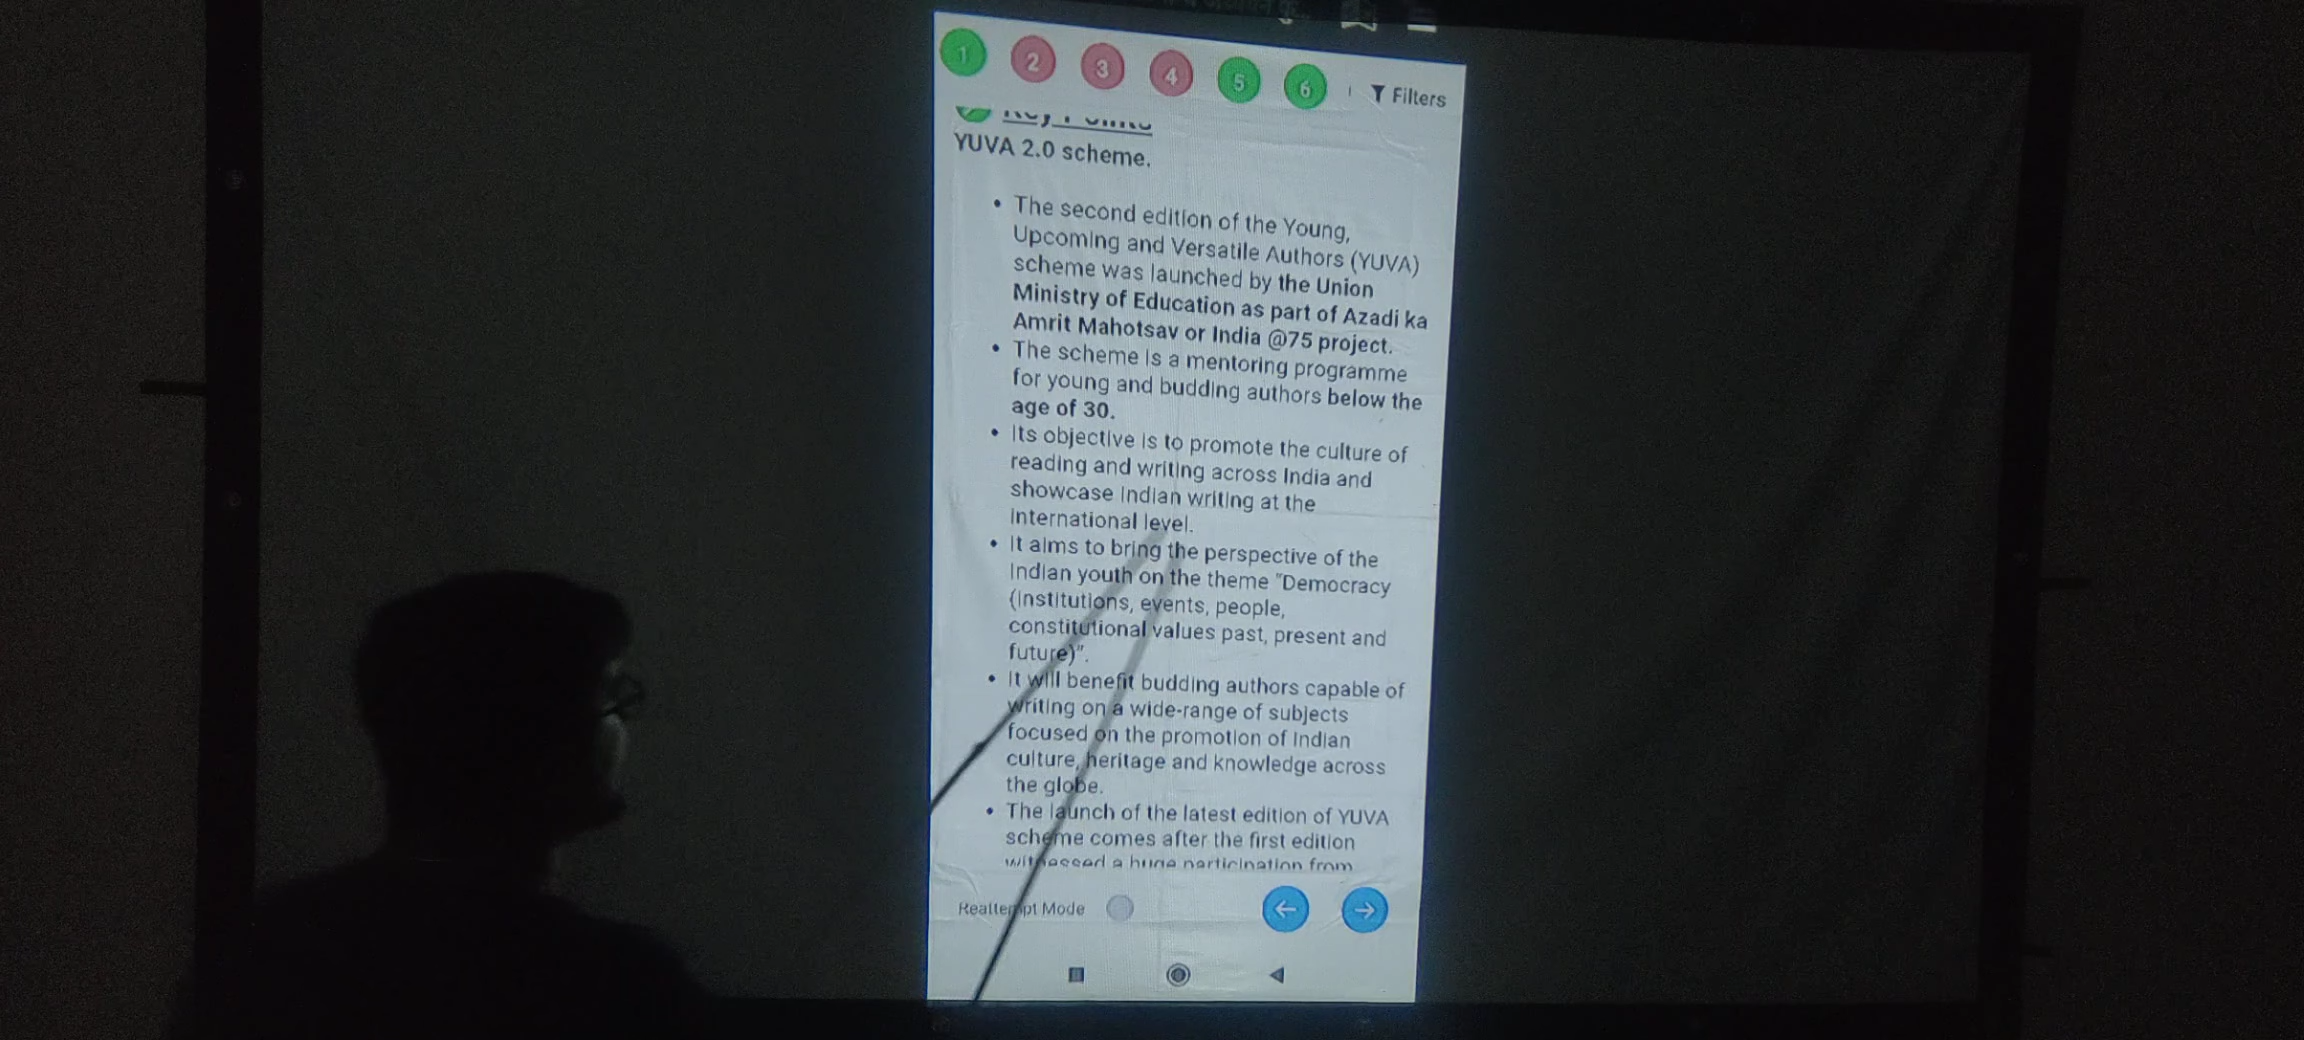 1 2 3 4 5 6 Filters
Key Points
YUVA 2.0 scheme.
• The second edition of the Young,
Upcoming and Versatile Authors (YUVA)
scheme was launched by the Union
Ministry of Education as part of Azadi ka
Amrit Mahotsav or India @75 project.
• The scheme is a mentoring programme
for young and budding authors below the
age of 30.
• Its objective is to promote the culture of
reading and writing across India and
showcase Indian writing at the
international level.
• It aims to bring the perspective of the
Indian youth on the theme "Democracy
(institutions, events, people,
constitutional values past, present and
future)".
• It will benefit budding authors capable of
writing on a wide-range of subjects
focused on the promotion of Indian
culture, heritage and knowledge across
the globe.
• The launch of the latest edition of YUVA
scheme comes after the first edition
witnessed a huge participation from
Reattempt Mode